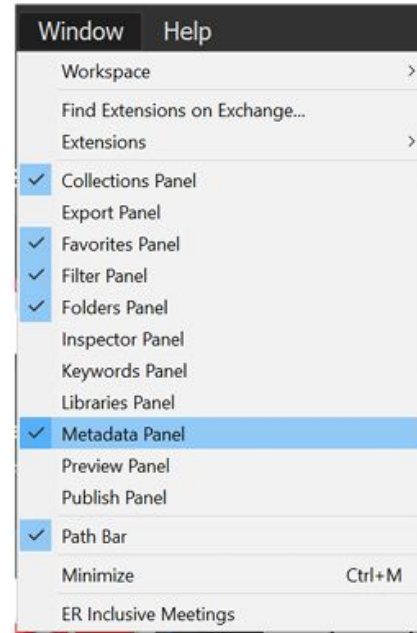 Window Help
Workspace
Find Extensions on Exchange...
Extensions
Collections Panel
Export Panel
Favorites Panel
Filter Panel
Folders Panel
Inspector Panel
Keywords Panel
Libraries Panel
Metadata Panel
Preview Panel
Publish Panel
Path Bar
Minimize Ctrl+M
ER Inclusive Meetings